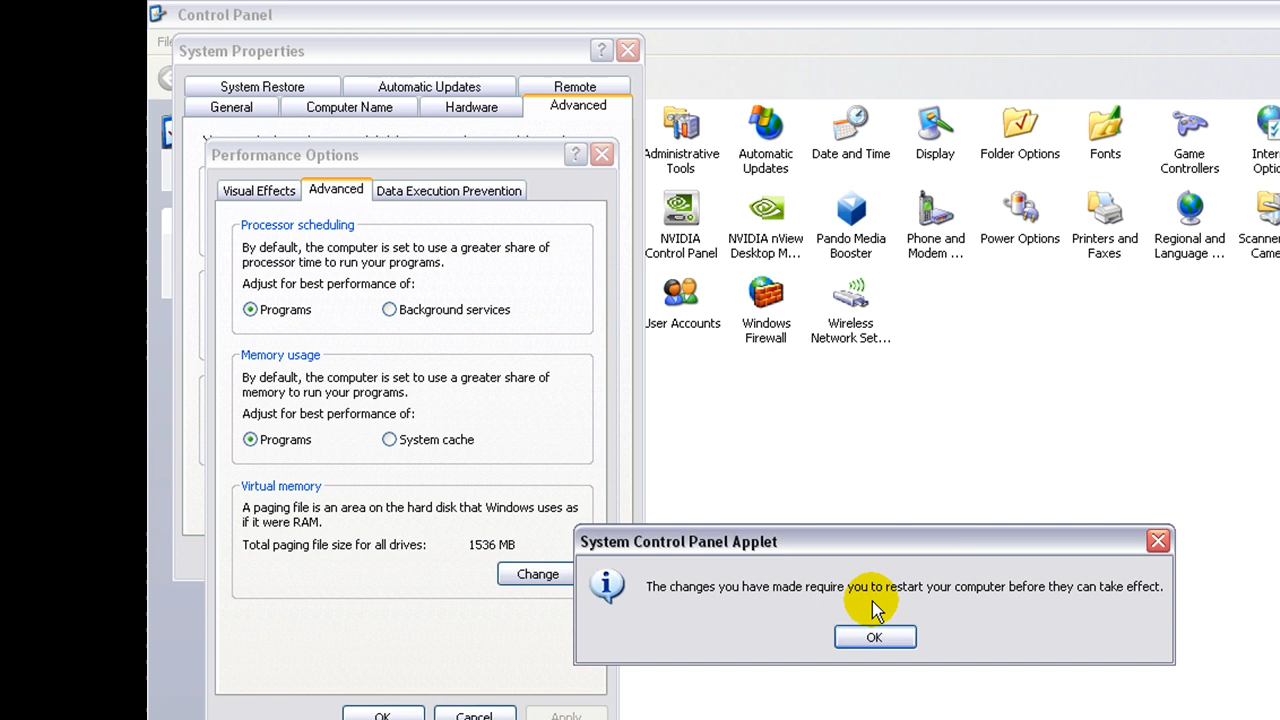 Control Panel
System Properties
System Restore
Automatic Updates
Remote
General
Computer Name
Hardware
Advanced
Performance Options
Visual Effects
Advanced
Data Execution Prevention
Processor scheduling
By default, the computer is set to use a greater share of
processor time to run your programs.
Adjust for best performance of:
Programs
Background services
Memory usage
By default, the computer is set to use a greater share of
memory to run your programs.
Adjust for best performance of:
Programs
System cache
Virtual memory
A paging file is an area on the hard disk that Windows uses as
if it were RAM.
Total paging file size for all drives:
1536 MB
Change
OK
Cancel
Apply
Administrative
Tools
Automatic
Updates
Date and Time
Display
Folder Options
Fonts
Game
Controllers
NVIDIA
Control Panel
NVIDIA nView
Desktop M...
Pando Media
Booster
Phone and
Modem ...
Power Options
Printers and
Faxes
Regional and
Language ...
User Accounts
Windows
Firewall
Wireless
Network Set...
System Control Panel Applet
The changes you have made require you to restart your computer before they can take effect.
OK